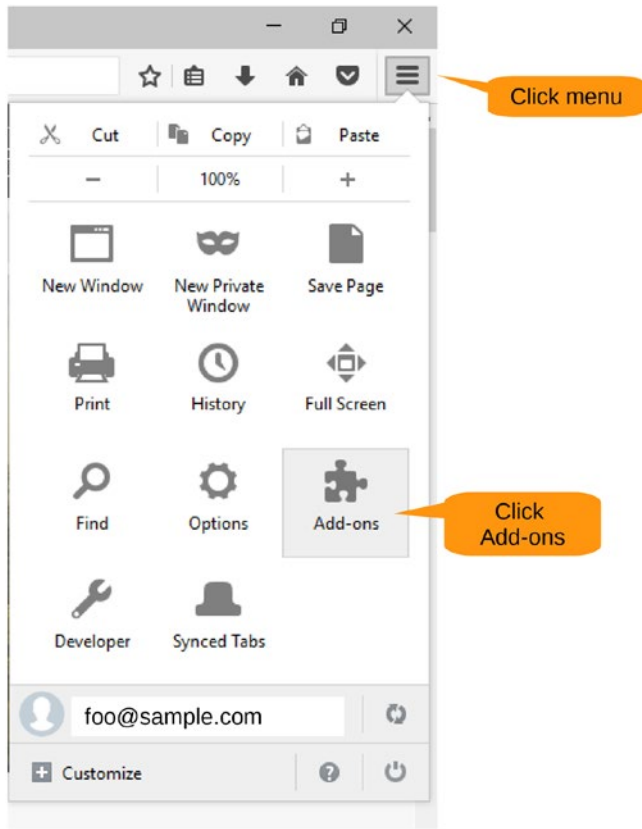 Click menu
Cut Copy Paste
100%
New Window New Private Window Save Page
Print History Full Screen
Find Options Add-ons
Click
Add-ons
Developer Synced Tabs
foo@sample.com
Customize